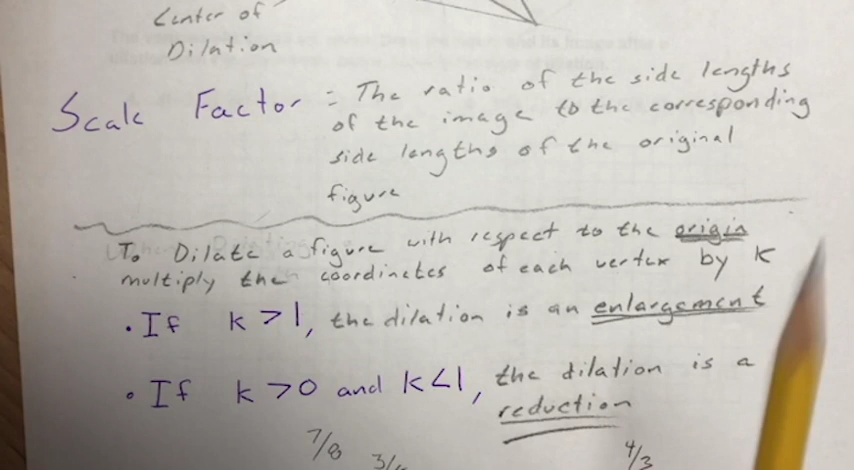 Center of
Dilation
Scale Factor = The ratio of the side lengths
of the image to the corresponding
side lengths of the original
figure
To Dilate a figure with respect to the origin
multiply the coordinates of each vertex by K
• If k > 1, the dilation is an enlargement
• If k > 0 and k < 1, the dilation is a
reduction
7/8 4/3